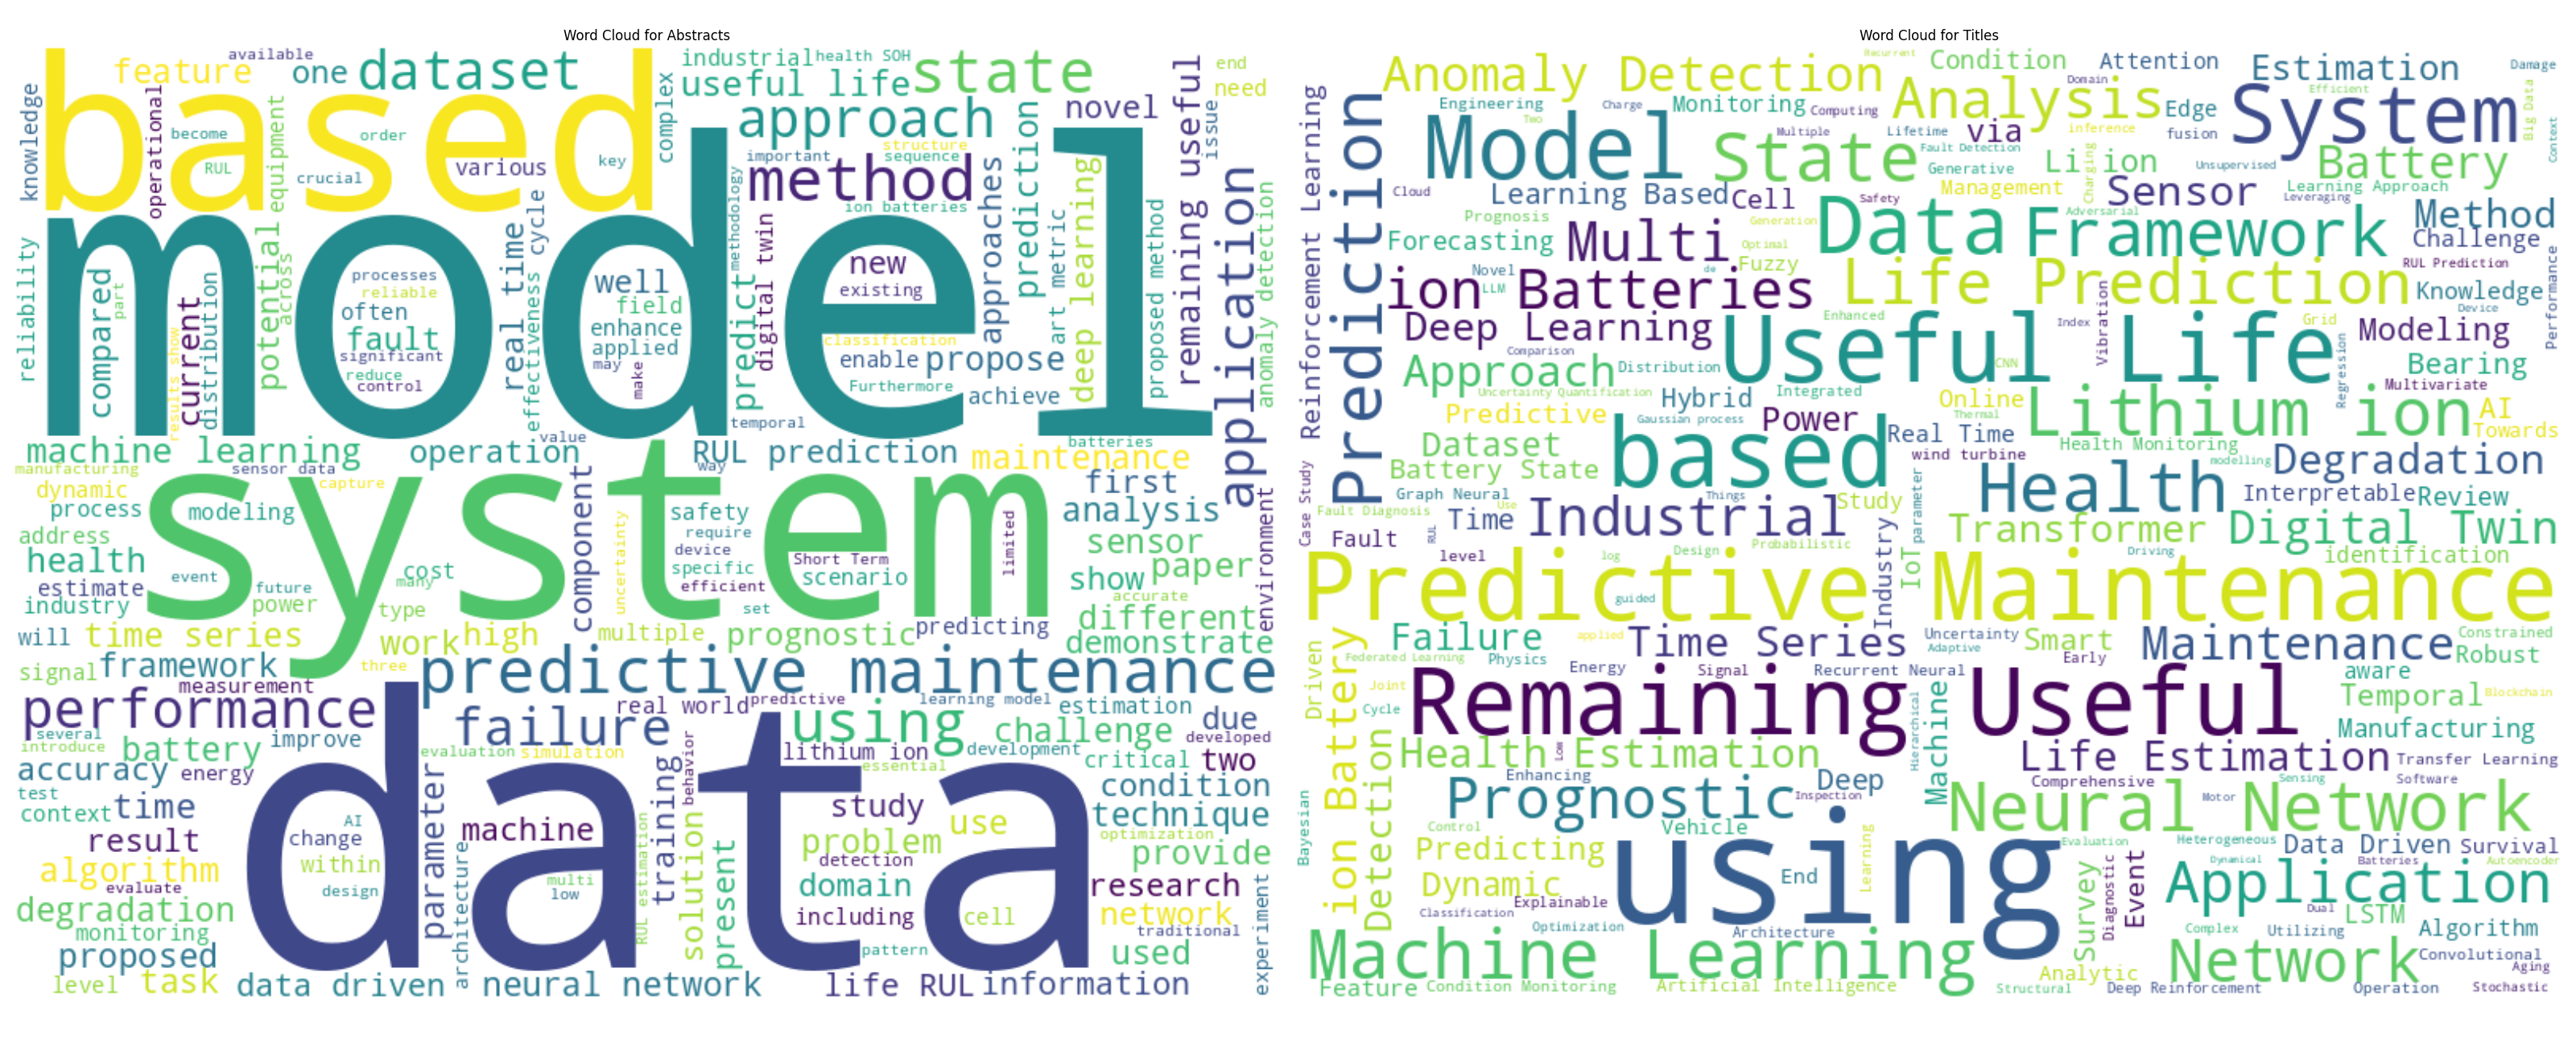 Word Cloud for Abstracts
available
feature
one
dataset
industrial
health SOH
useful life
state
end
need
knowledge
based
operational
equipment
become
order
RUL
crucial
various
key
complex
approach
novel
issue
remaining useful
important
structure
sequence
method
ion batteries
methodology
approaches
prediction
deep learning
art metric
proposed method
application
anomaly detection
model
reliability
compared
part
results show
current
distribution
potential
across
processes
reliable
often
fault
significant
reduce
control
real time
effectiveness
cycle
well
field
enhance
applied
may
make
predict
digital twin
new
existing
classification
enable
propose
Furthermore
achieve
temporal
value
batteries
machine learning
operation
RUL prediction
maintenance
manufacturing
sensor data
way
dynamic
capture
first
process
modeling
component
safety
analysis
address
require
sensor
system
health
uncertainty
device
Short Term
limited
estimate
event
cost
many
specific
scenario
show
paper
industry
future
efficient
accurate
power
type
set
different
environment
will
time series
work
high
multiple
prognostic
predicting
demonstrate
signal
framework
three
predictive maintenance
measurement
performance
real world
predictive
learning model
estimation
several
failure
using
challenge
due
introduce
battery
improve
evaluation
simulation
behavior
lithium ion
development
developed
accuracy
energy
essential
critical
two
test
condition
context
time
parameter
training
study
technique
AI
change
machine
problem
use
optimization
result
within
detection
provide
algorithm
data
multi
domain
research
evaluate
design
low
including
cell
network
degradation
architecture
RUL estimation
solution
present
traditional
monitoring
pattern
experiment
proposed
used
level
task
data driven
neural network
life RUL
information
Word Cloud for Titles
Recurrent
Condition
Attention
Estimation
Damage
Anomaly Detection
Domain
Efficient
Engineering
Charge
Monitoring
Computing
Analysis
Edge
System
Big Data
Two
Model
State
Multiple
Lifetime
via
inference
fusion
Context
Fault Detection
Reinforcement Learning
Prediction
Li ion
Charging
Unsupervised
Battery
Generative
Cloud
Learning Based
Cell
Safety
Management
Sensor
Learning Approach
Leveraging
Prognosis
Generation
Data
Adversarial
Framework
Method
Forecasting
Multi
Optimal
Challenge
Novel
de
Fuzzy
RUL Prediction
ion Batteries
LLM
Life Prediction
Knowledge
Performance
Deep Learning
Enhanced
Index
Vibration
Device
Grid
Modeling
Comparison
Useful Life
CNN
Bearing
Approach
Distribution
Regression
Multivariate
Uncertainty Quantification
Integrated
Hybrid
Online
Lithium ion
AI
Predictive
Gaussian process
Power
Thermal
Towards
Dataset
based
Real Time
Health Monitoring
Battery State
wind turbine
modelling
Degradation
Case Study
Graph Neural
Things
Study
Health
Interpretable
Review
Fault Diagnosis
Use
Time
Industrial
parameter
Transformer
Digital Twin
Fault
RUL
level
log
Design
Probabilistic
Industry
IoT
Driving
identification
Predictive
guided
Maintenance
Failure
applied
Time Series
Uncertainty
Smart
Maintenance
Constrained
Driven
ion Battery
Federated Learning
Physics
Adaptive
Early
Robust
Energy
Signal
Recurrent Neural
aware
Joint
Remaining Useful
Temporal
Blockchain
Cycle
Hierarchical
Machine
Manufacturing
Detection
Health Estimation
Low
Life Estimation
Transfer Learning
Enhancing
Deep
Comprehensive
Sensing
Software
Prognostic
Inspection
Neural Network
Motor
Bayesian
Control
Vehicle
Predicting
using
Learning
Evaluation
Heterogeneous
Data Driven
Survival
Dynamical
Batteries
Autoencoder
Dynamic
End
Survey
Diagnostic
Event
Application
Explainable
Classification
Dual
LSTM
Optimization
Architecture
Complex
Utilizing
Algorithm
Machine Learning
Network
Convolutional
Analytic
Aging
Feature
Condition Monitoring
Artificial Intelligence
Structural
Deep Reinforcement
Operation
Stochastic